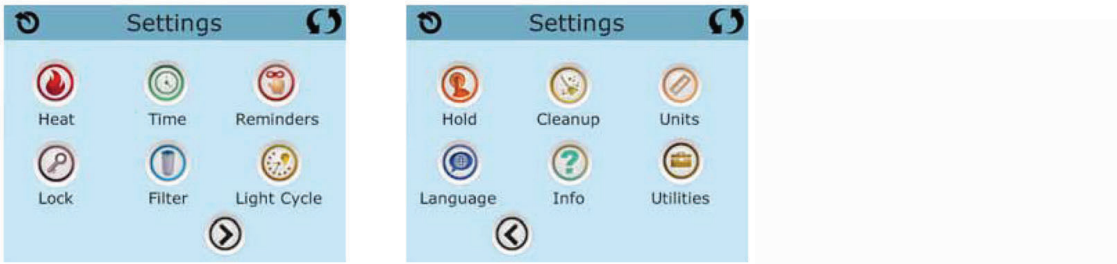 Settings
Heat Time Reminders
Lock Filter Light Cycle
Settings
Hold Cleanup Units
Language Info Utilities